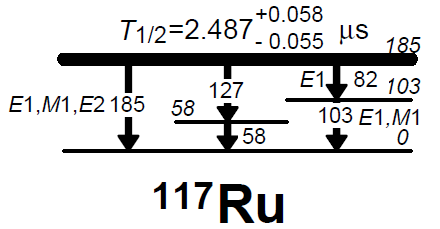 T1/2=2.487+0.058 - 0.055 μs
185
E1 82 103
127
E1,M1,E2 185
58
103 E1,M1
58
0
117Ru